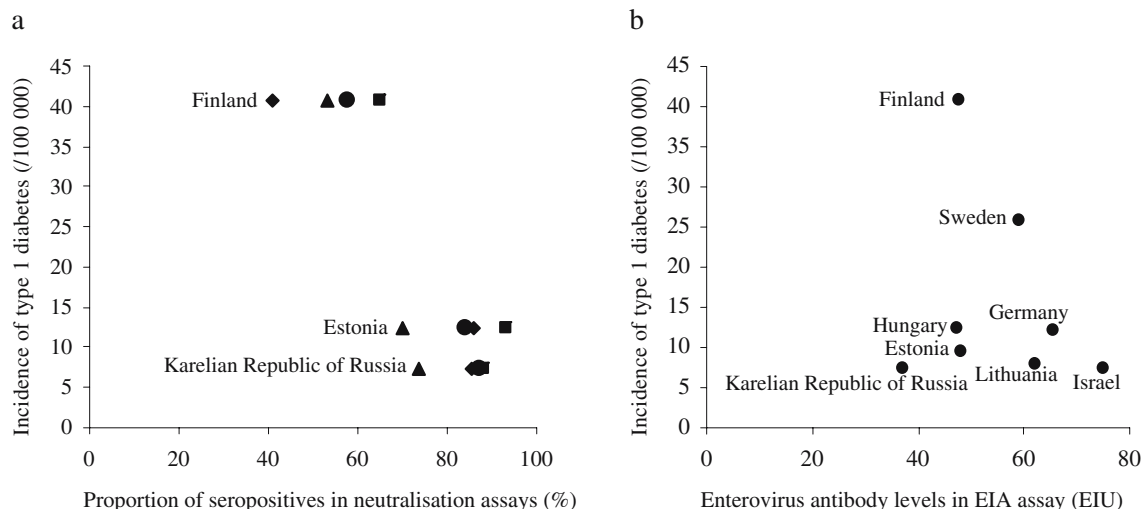 a
Incidence of type 1 diabetes (/100 000)
45
40
35
30
25
20
15
10
5
0
Finland
Estonia
Karelian Republic of Russia
0 20 40 60 80 100
Proportion of seropositives in neutralisation assays (%)
b
Incidence of type 1 diabetes (/100 000)
45
40
35
30
25
20
15
10
5
0
Finland
Sweden
Germany
Hungary
Estonia
Karelian Republic of Russia
Lithuania
Israel
0 20 40 60 80
Enterovirus antibody levels in EIA assay (EIU)